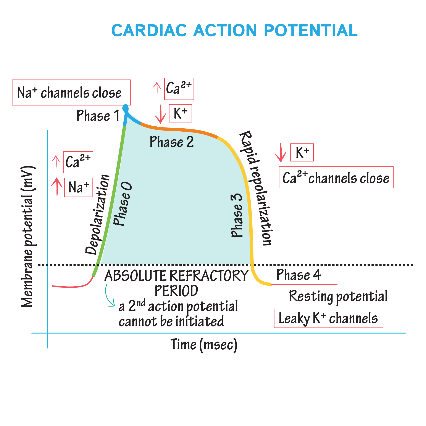 CARDIAC ACTION POTENTIAL
Na⁺ channels close
↑ Ca²⁺
↓ K⁺
Phase 1
Phase 2
↑ Ca²⁺
↑ Na⁺
Depolarization
Phase 0
Rapid repolarization
Phase 3
↓ K⁺
Ca²⁺ channels close
Membrane potential (mV)
ABSOLUTE REFRACTORY
PERIOD
a 2ⁿᵈ action potential
cannot be initiated
Phase 4
Resting potential
Leaky K⁺ channels
Time (msec)